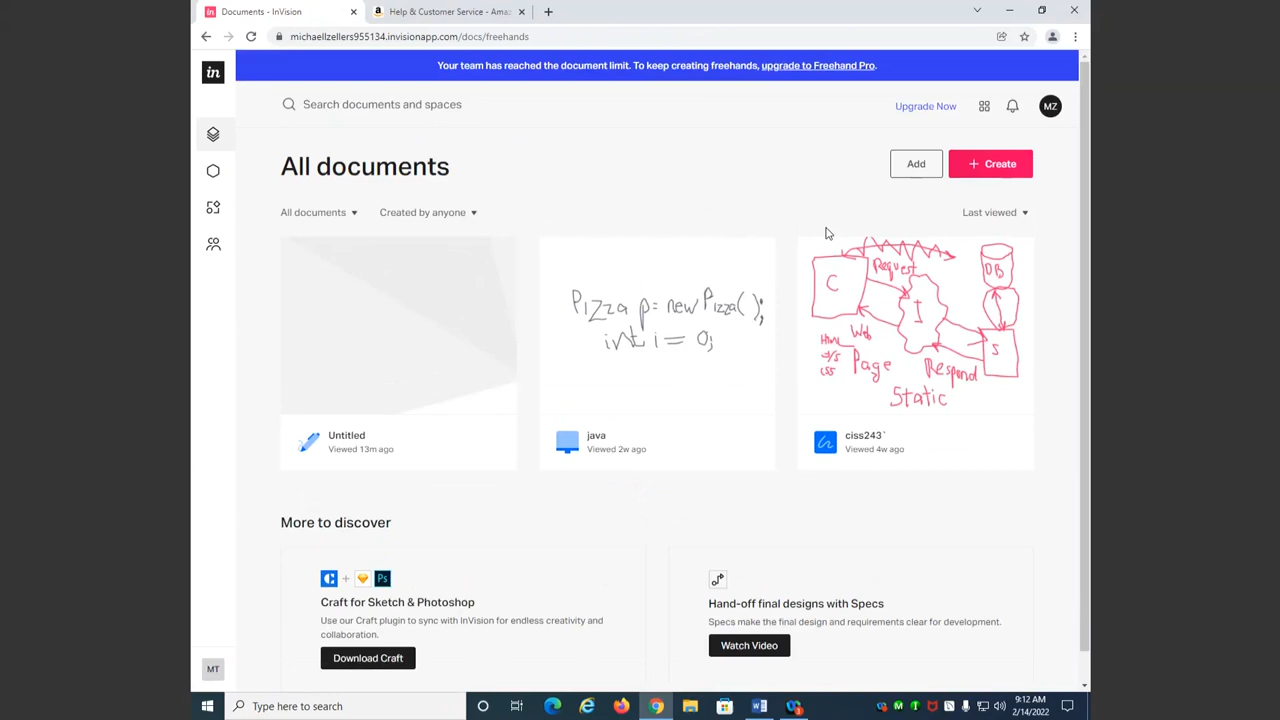 Documents - InVision
Help & Customer Service - Ama
michaellzellers955134.invisionapp.com/docs/freehands
in
Your team has reached the document limit. To keep creating freehands, upgrade to Freehand Pro.
Search documents and spaces
Upgrade Now
MZ
All documents
Add
+ Create
All documents
Created by anyone
Last viewed
Pizza p = new Pizza( );
int i = 0;
Request
C
DB
I
S
Web
Html
css
Page
Respond
Static
Untitled
Viewed 13m ago
java
Viewed 2w ago
ciss243`
Viewed 4w ago
More to discover
+ Ps
Craft for Sketch & Photoshop
Use our Craft plugin to sync with InVision for endless creativity and
collaboration.
Download Craft
Hand-off final designs with Specs
Specs make the final design and requirements clear for development.
Watch Video
MT
Type here to search
9:12 AM
2/14/2022